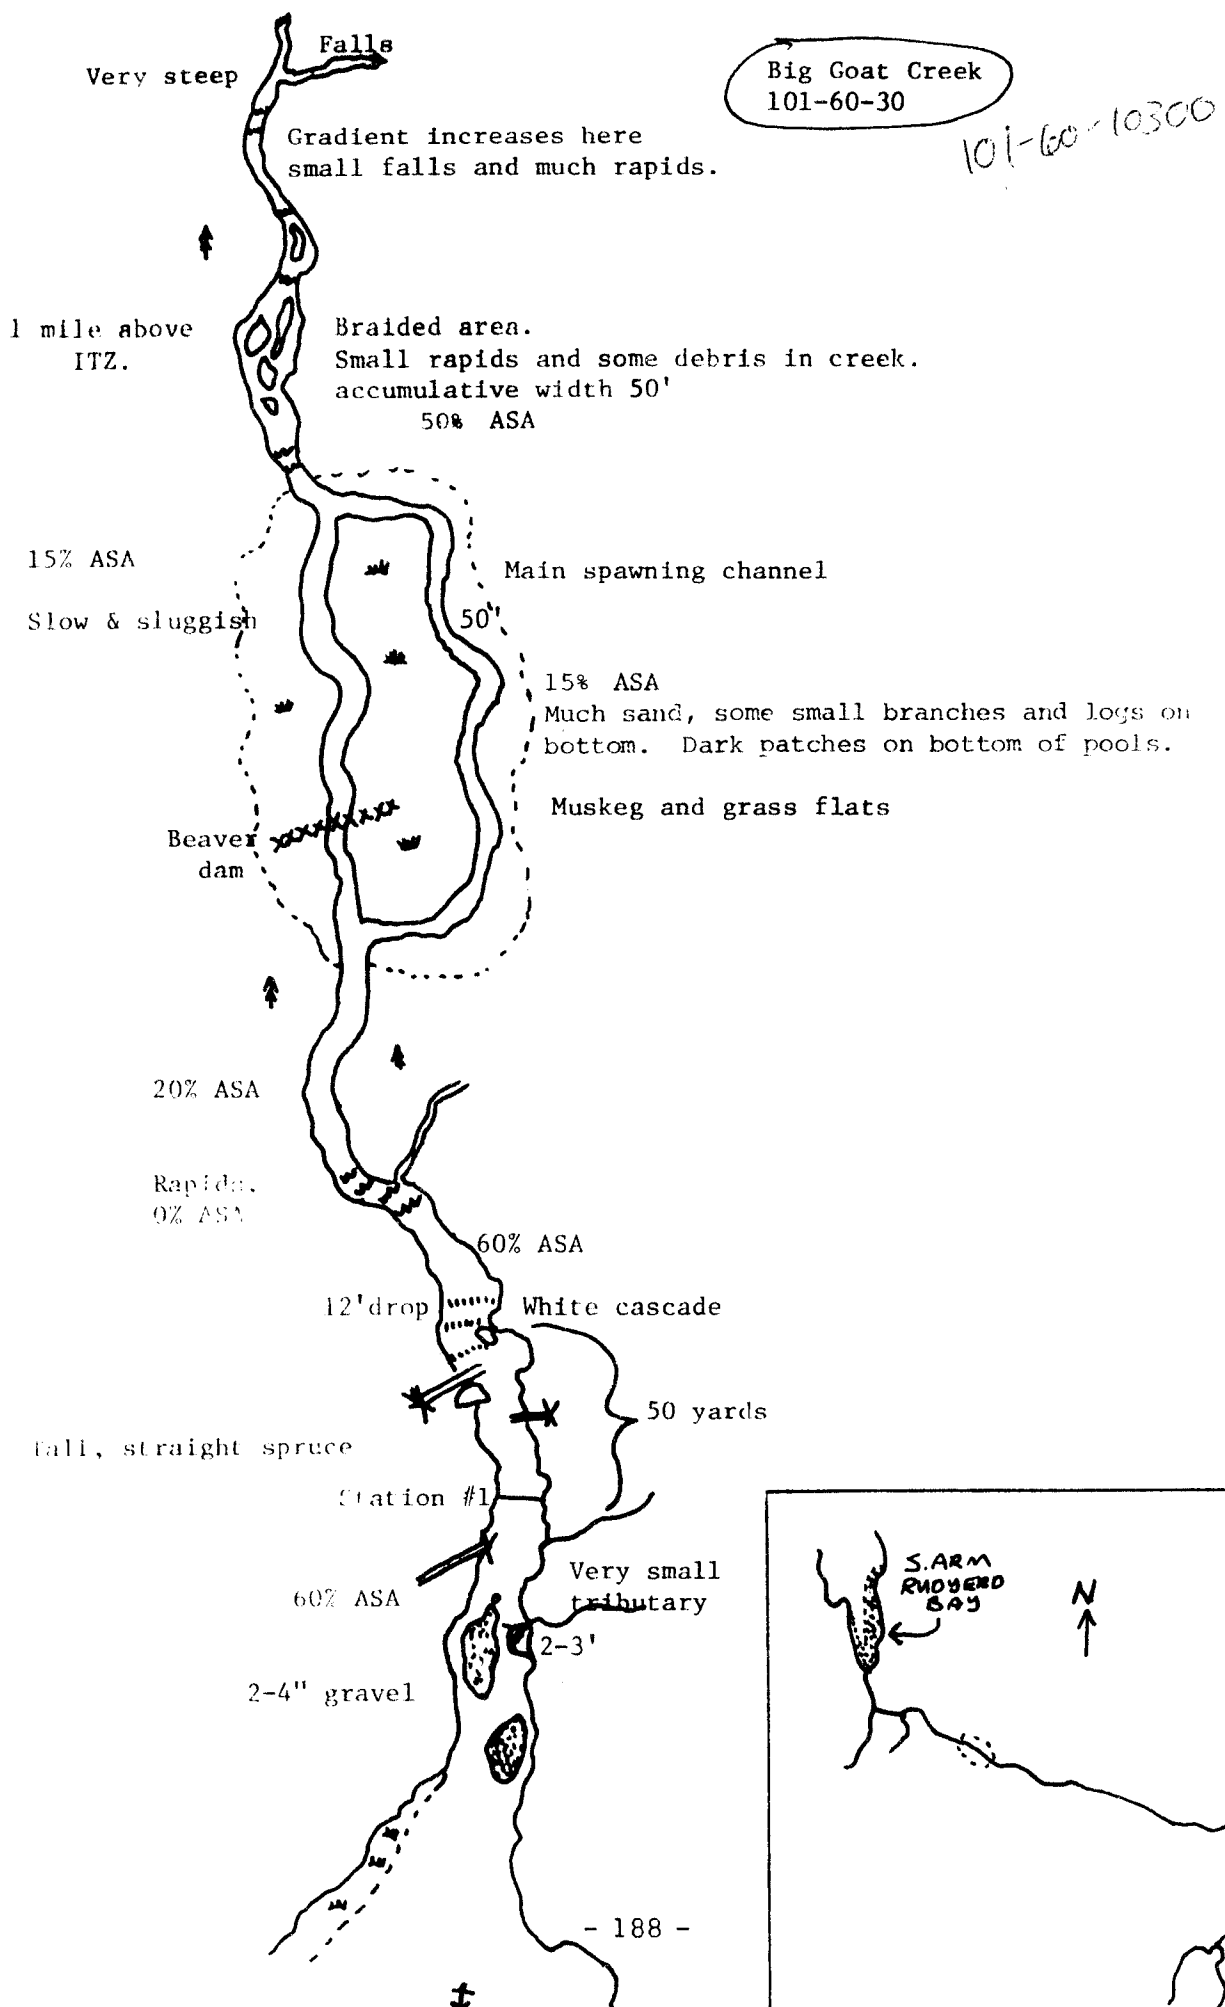 Falls
Very steep
Big Goat Creek
101-60-30
101-60-10300
Gradient increases here
small falls and much rapids.
1 mile above
ITZ.
Braided area.
Small rapids and some debris in creek.
accumulative width 50'
50% ASA
15% ASA
Main spawning channel
Slow & sluggish
50'
15% ASA
Much sand, some small branches and logs on
bottom. Dark patches on bottom of pools.
Muskeg and grass flats
Beaver
dam
20% ASA
Rapids.
0% ASA
60% ASA
12'drop
White cascade
50 yards
Tall, straight spruce
Station #1
Very small
tributary
60% ASA
2-3'
2-4" gravel
S. ARM
RUDYERD
BAY
N
- 188 -